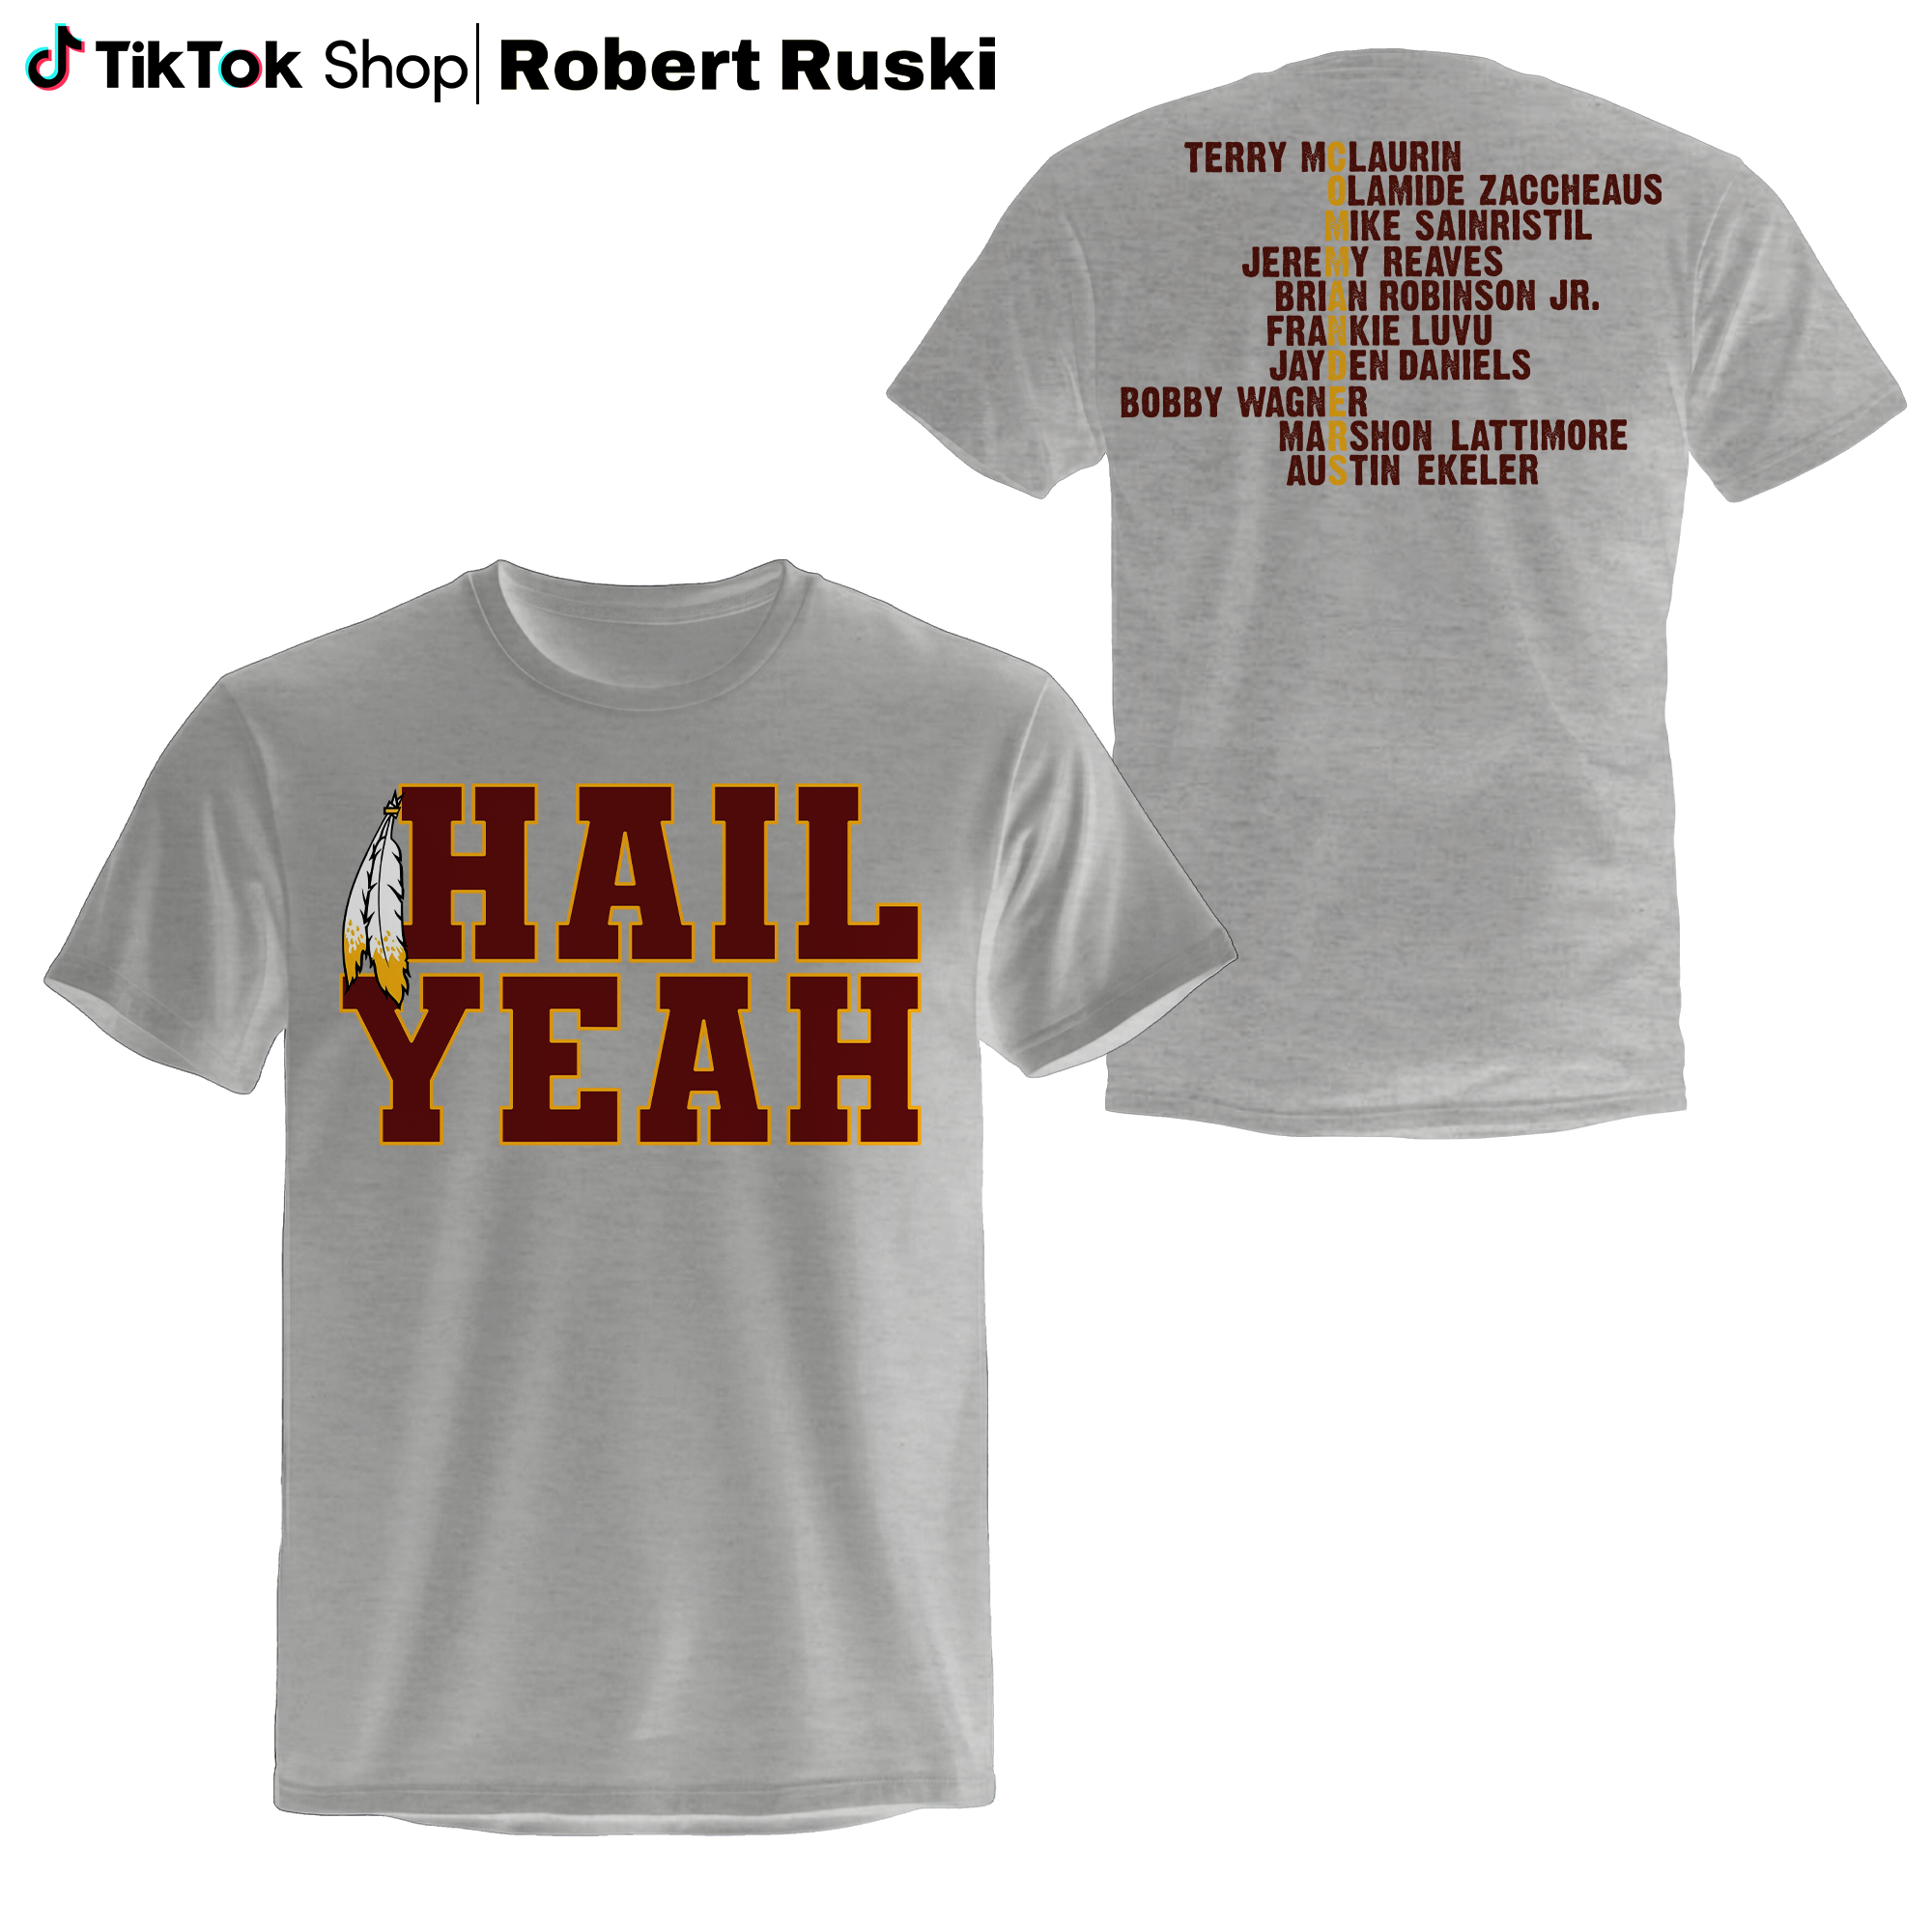 TikTok Shop | Robert Ruski
TERRY MCLAURIN
OLAMIDE ZACCHEAUS
MIKE SAINRISTIL
JEREMY REAVES
BRIAN ROBINSON JR.
FRANKIE LUVU
JAYDEN DANIELS
BOBBY WAGNER
MARSHON LATTIMORE
AUSTIN EKELER
HAIL
YEAH